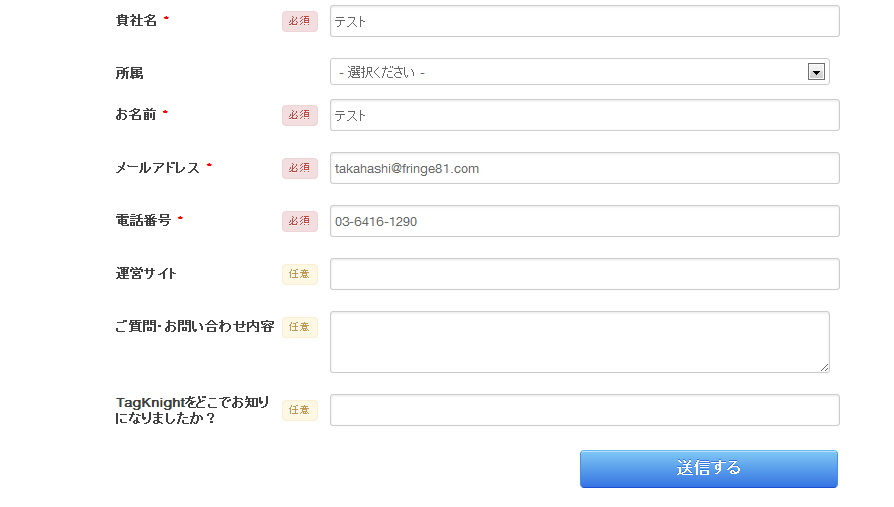 貴社名 * 必須 テスト
所属 - 選択ください -
お名前 * 必須 テスト
メールアドレス * 必須 takahashi@fringe81.com
電話番号 * 必須 03-6416-1290
運営サイト 任意
ご質問・お問い合わせ内容 任意
TagKnightをどこでお知り
になりましたか？ 任意
送信する